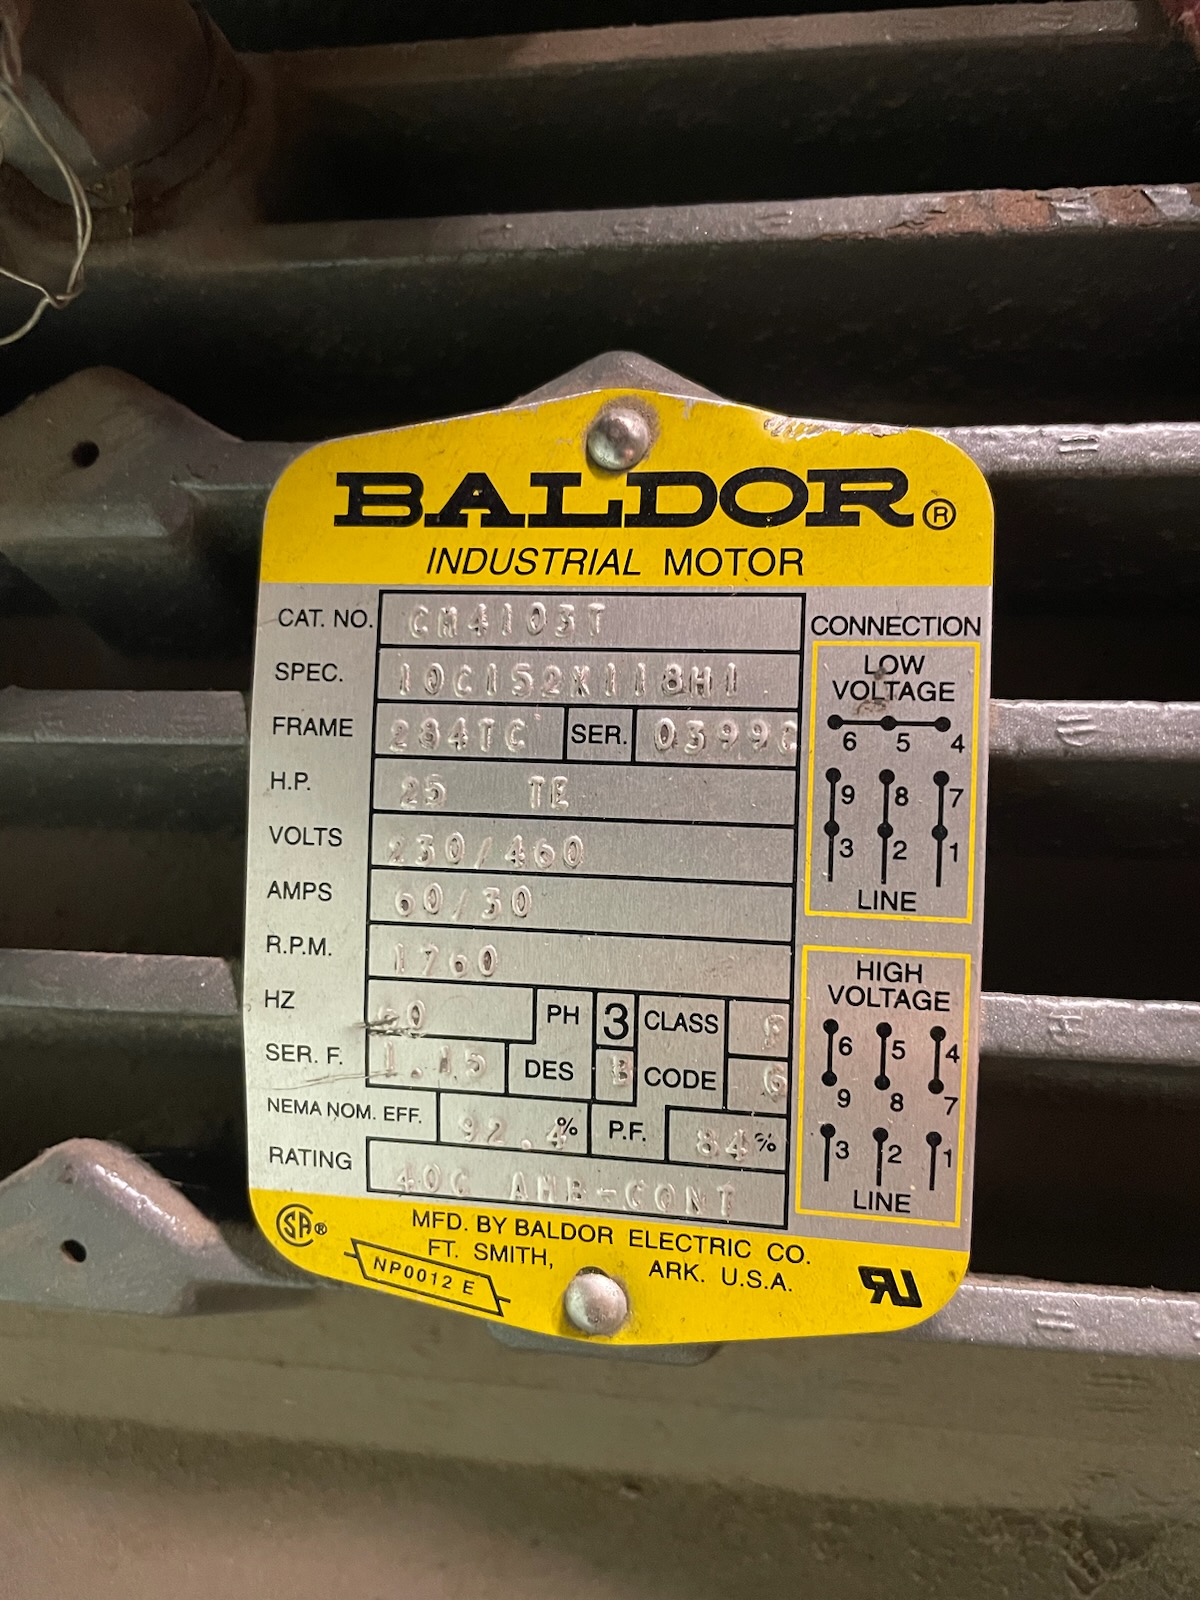 BALDOR®
INDUSTRIAL MOTOR
CAT. NO. CM4103T
SPEC. 10C152X118H1
FRAME 284TC SER. 0399C
H.P. 25 TE
VOLTS 230/460
AMPS 60/30
R.P.M. 1760
HZ 60 PH 3 CLASS F
SER. F. 1.15 DES B CODE G
NEMA NOM. EFF. 92.4% P.F. 84%
RATING 40C AMB-CONT
CONNECTION
LOW
VOLTAGE
6 5 4
9 8 7
3 2 1
LINE
HIGH
VOLTAGE
6 5 4
9 8 7
3 2 1
LINE
SA®
MFD. BY BALDOR ELECTRIC CO.
FT. SMITH, ARK. U.S.A.
NP0012 E
RU